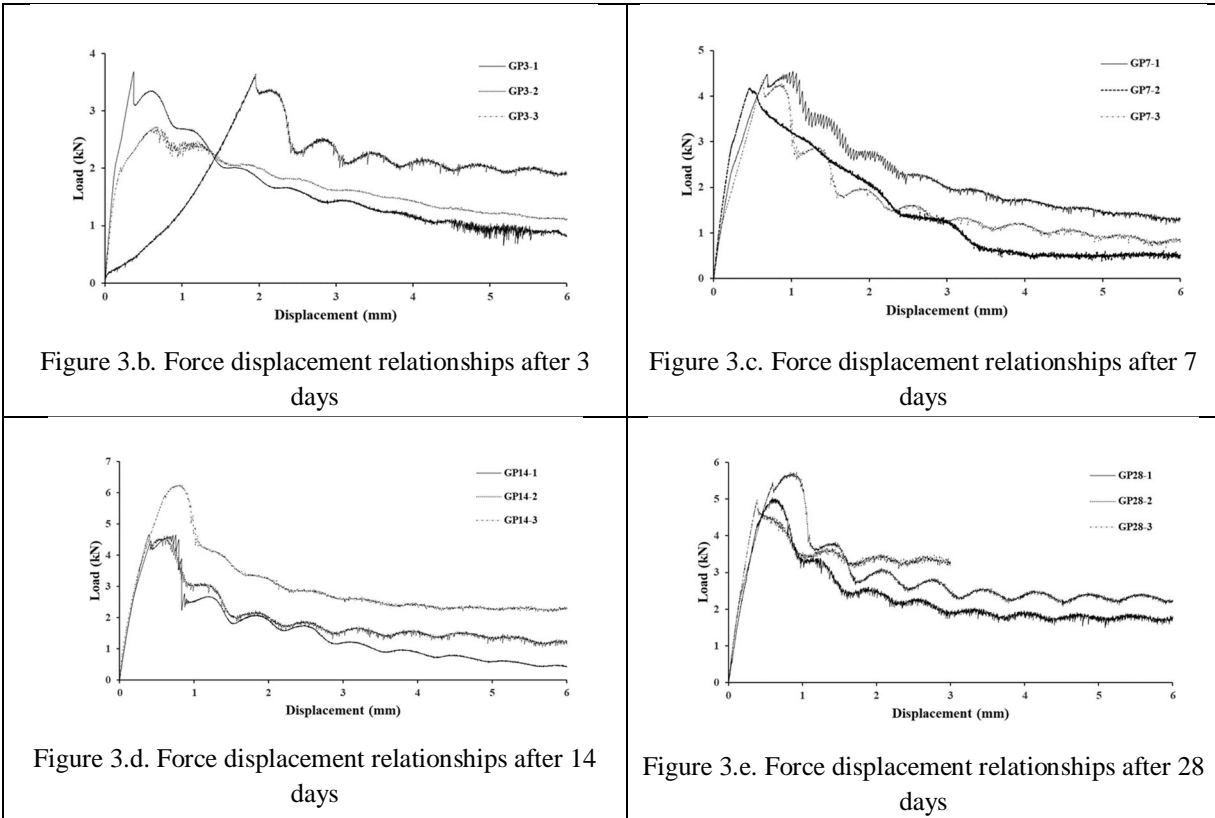 4
3
2
1
0
Load (kN)
GP3-1
GP3-2
GP3-3
0 1 2 3 4 5 6
Displacement (mm)
Figure 3.b. Force displacement relationships after 3
days
5
4
3
2
1
0
Load (kN)
GP7-1
GP7-2
GP7-3
0 1 2 3 4 5 6
Displacement (mm)
Figure 3.c. Force displacement relationships after 7
days
7
6
5
4
3
2
1
0
Load (kN)
GP14-1
GP14-2
GP14-3
0 1 2 3 4 5 6
Displacement (mm)
Figure 3.d. Force displacement relationships after 14
days
6
5
4
3
2
1
0
Load (kN)
GP28-1
GP28-2
GP28-3
0 1 2 3 4 5 6
Displacement (mm)
Figure 3.e. Force displacement relationships after 28
days